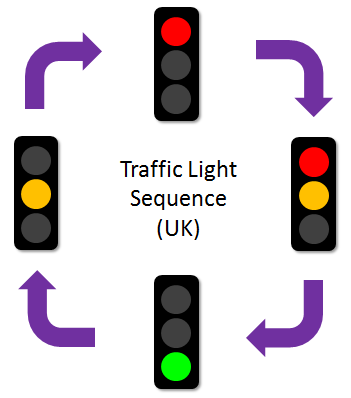 Traffic Light
Sequence
(UK)